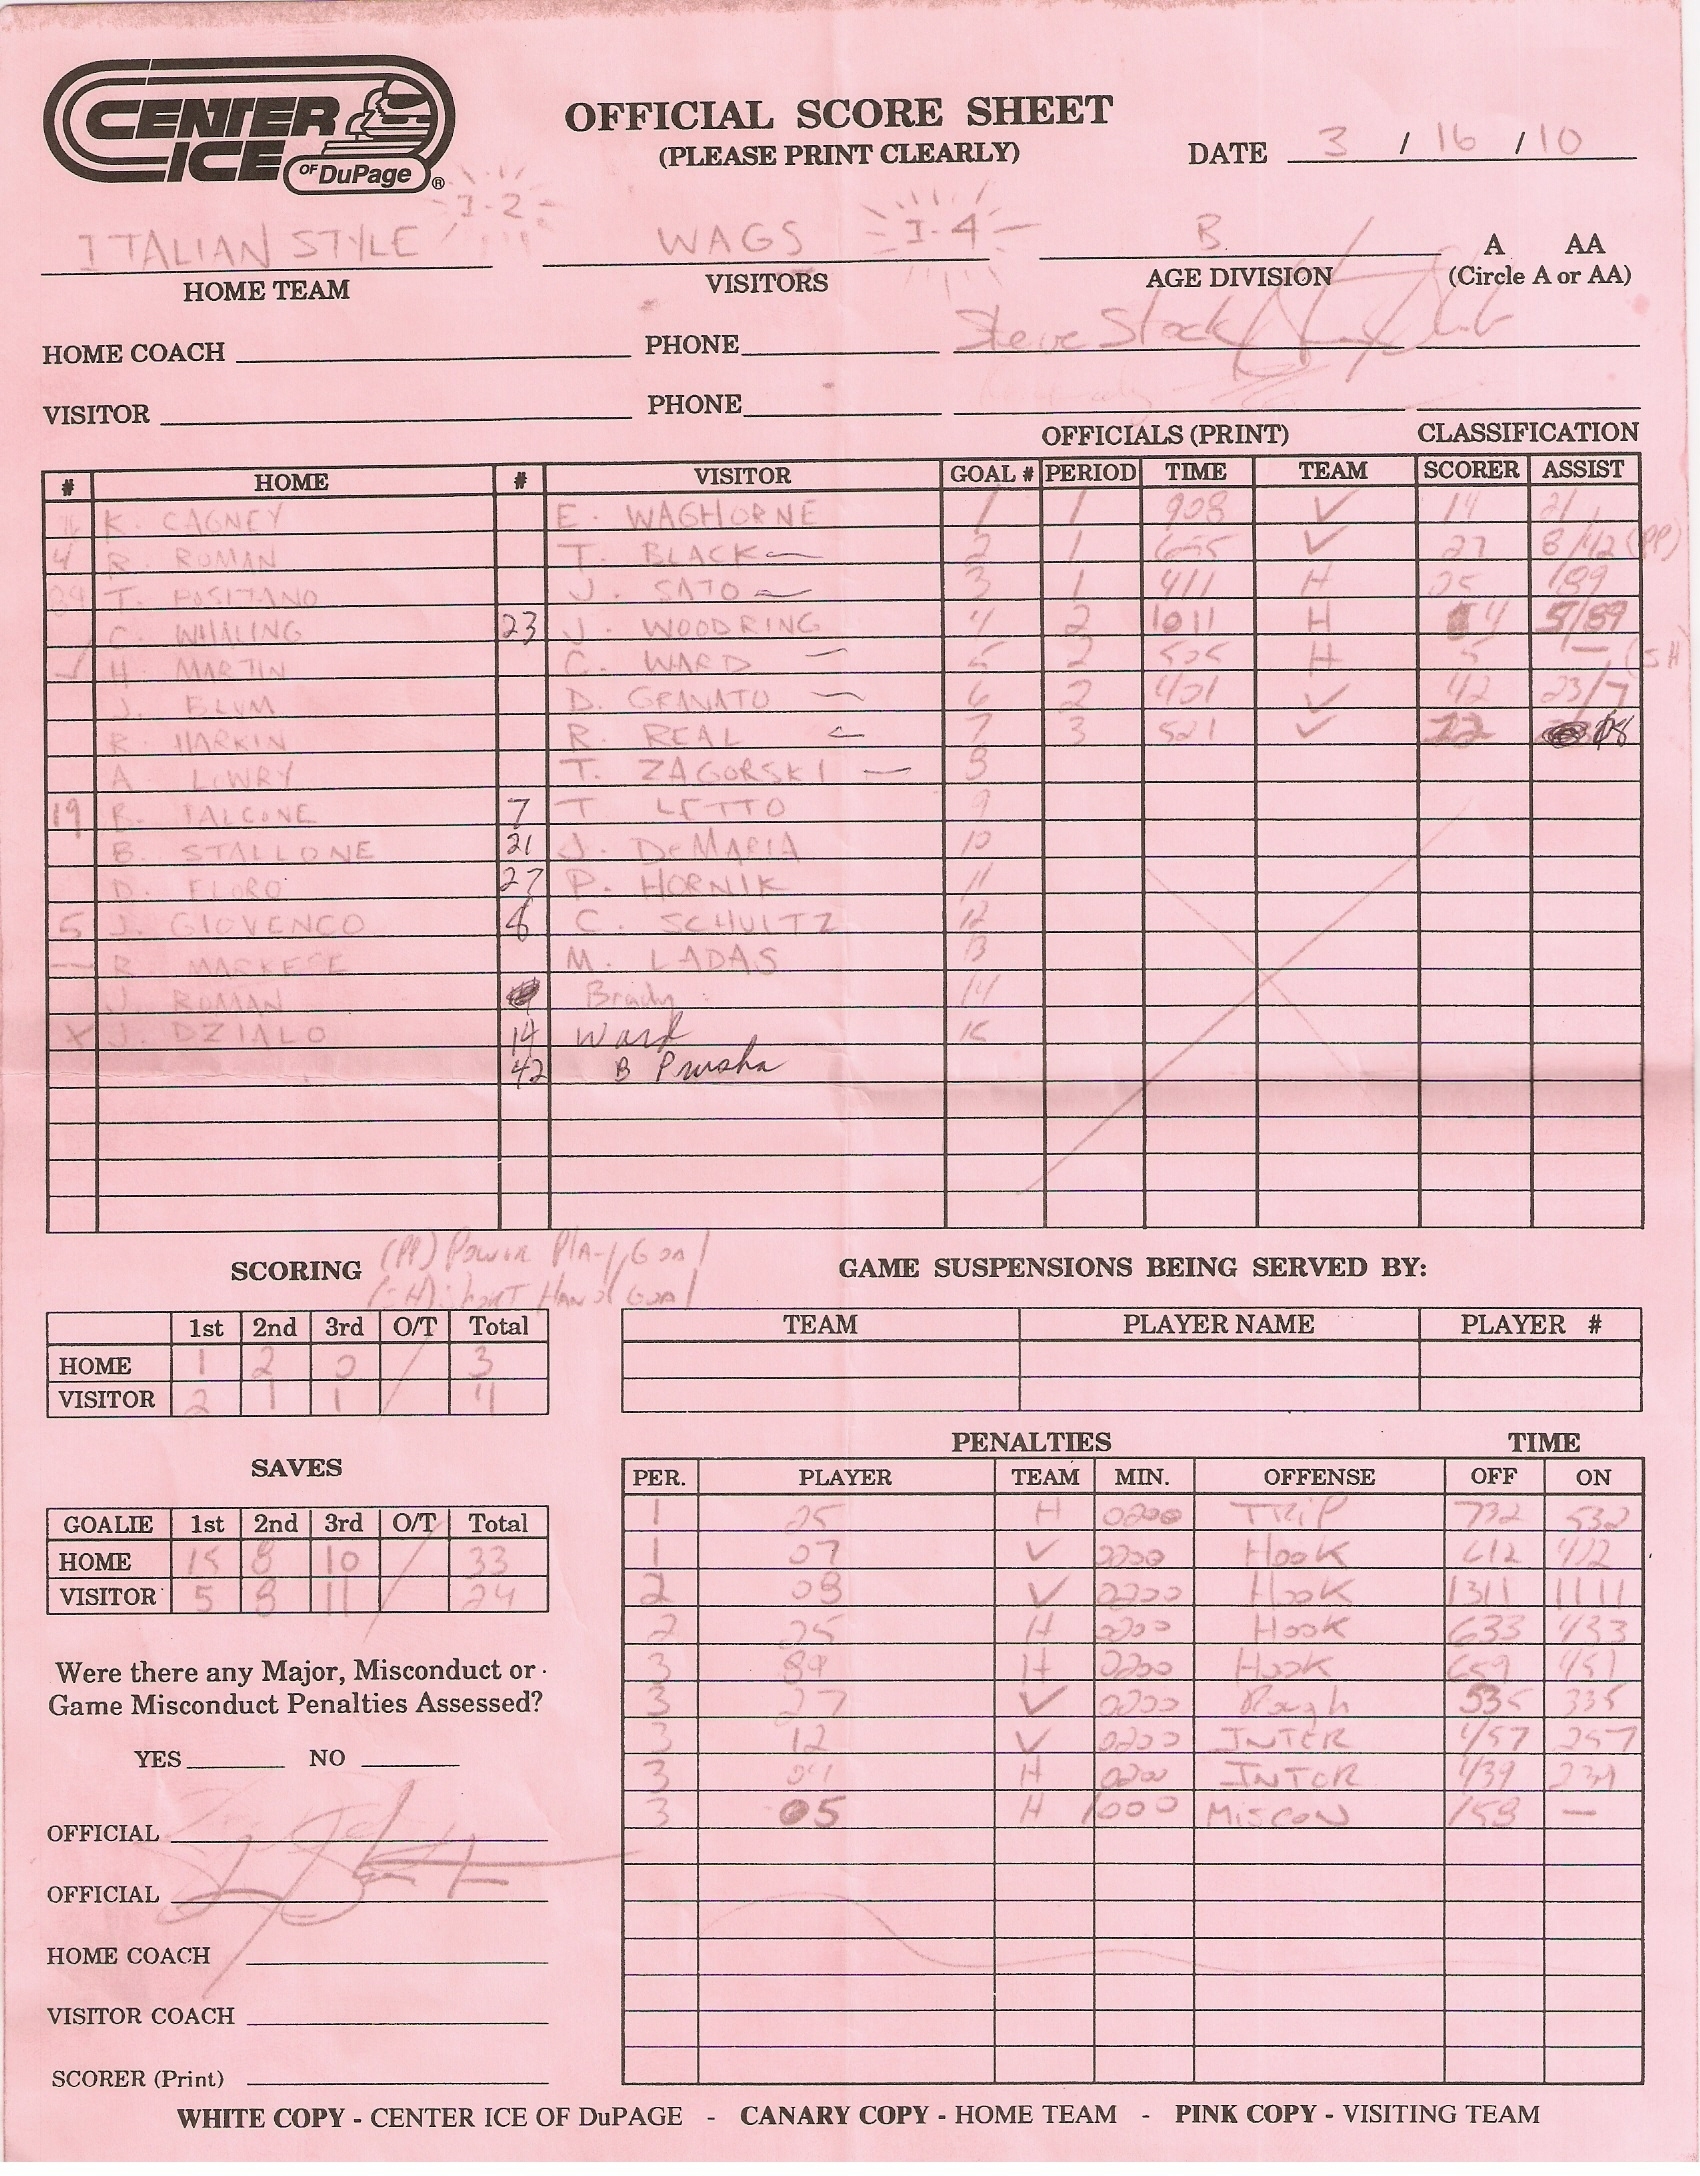 CENTER ICE OF DuPage ®
OFFICIAL SCORE SHEET
(PLEASE PRINT CLEARLY)
DATE 3 / 16 / 10
ITALIAN STYLE I-2 WAGS I-4 B A AA
HOME TEAM VISITORS AGE DIVISION (Circle A or AA)
HOME COACH PHONE Steve Stock
VISITOR PHONE
OFFICIALS (PRINT) CLASSIFICATION
# HOME # VISITOR GOAL # PERIOD TIME TEAM SCORER ASSIST
K. CAGNEY E. WAGHORNE 1 1 908 V 14 21
4 R. ROMAN T. BLACK 2 1 655 V 27 8/42 (PP)
T. POSITANO J. SATO 3 1 411 H 25 /89
C. WHALING 23 J. WOODRING 4 2 1011 H 4 5/89
H. MARTIN C. WARD 5 2 505 H 5 — (SH
J. BLUM D. GRANATO 6 2 401 V 42 23/7
R. HARKIN R. REAL 7 3 521 V
A LOWRY T. ZAGORSKI 8
19 R. FALCONE 7 T LETTO 9
B. STALLONE 21 J. DeMARIA 10
D. FLORO 27 P. HORNIK 11
5 J. GIOVENCO 8 C. SCHULTZ 12
— B. MARKESE M. LADAS 13
J. ROMAN Brady 14
X J. DZIALO 14 Ward 15
42 B Prusha
SCORING (PP) Power Play Goal
(SH) Short Hand Goal
GAME SUSPENSIONS BEING SERVED BY:
1st 2nd 3rd O/T Total TEAM PLAYER NAME PLAYER #
HOME 1 2 0 / 3
VISITOR 2 1 1 / 4
PENALTIES TIME
SAVES
PER. PLAYER TEAM MIN. OFFENSE OFF ON
GOALIE 1st 2nd 3rd O/T Total
HOME 15 8 10 / 33
VISITOR 5 8 11 / 24
1 25 H 0200 TRIP 732 532
1 07 V 0200 HOOK 612 412
2 08 V 0200 HOOK 1311 1111
2 25 H 0200 HOOK 633 433
3 89 H 0200 HOOK
3 27 V 0200 Rough 535 335
3 12 V 0200 INTER 457 257
3 04 H 0200 INTER 439 239
3 05 H 1000 MISCON 158 —
Were there any Major, Misconduct or
Game Misconduct Penalties Assessed?
YES NO
OFFICIAL
OFFICIAL
HOME COACH
VISITOR COACH
SCORER (Print)
WHITE COPY - CENTER ICE OF DuPAGE - CANARY COPY - HOME TEAM - PINK COPY - VISITING TEAM